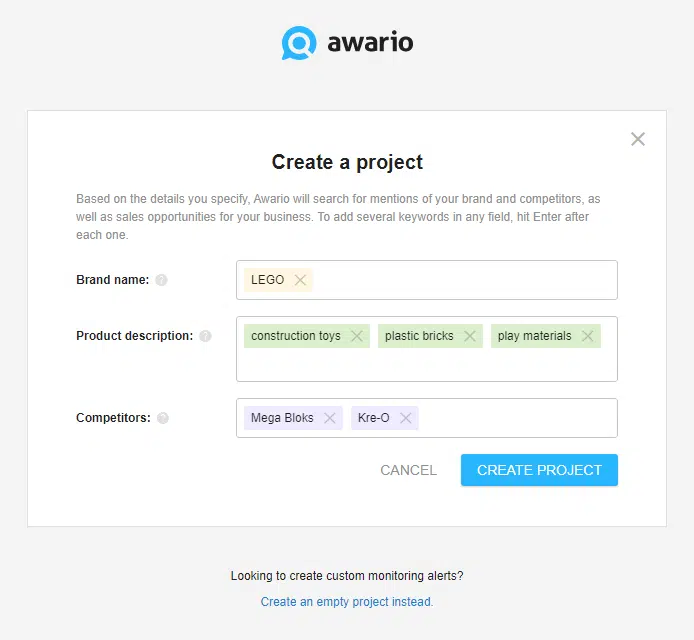 awario
Create a project
Based on the details you specify, Awario will search for mentions of your brand and competitors, as
well as sales opportunities for your business. To add several keywords in any field, hit Enter after
each one.
Brand name: ? LEGO
Product description: ? construction toys plastic bricks play materials
Competitors: ? Mega Bloks Kre-O
CANCEL CREATE PROJECT
Looking to create custom monitoring alerts?
Create an empty project instead.